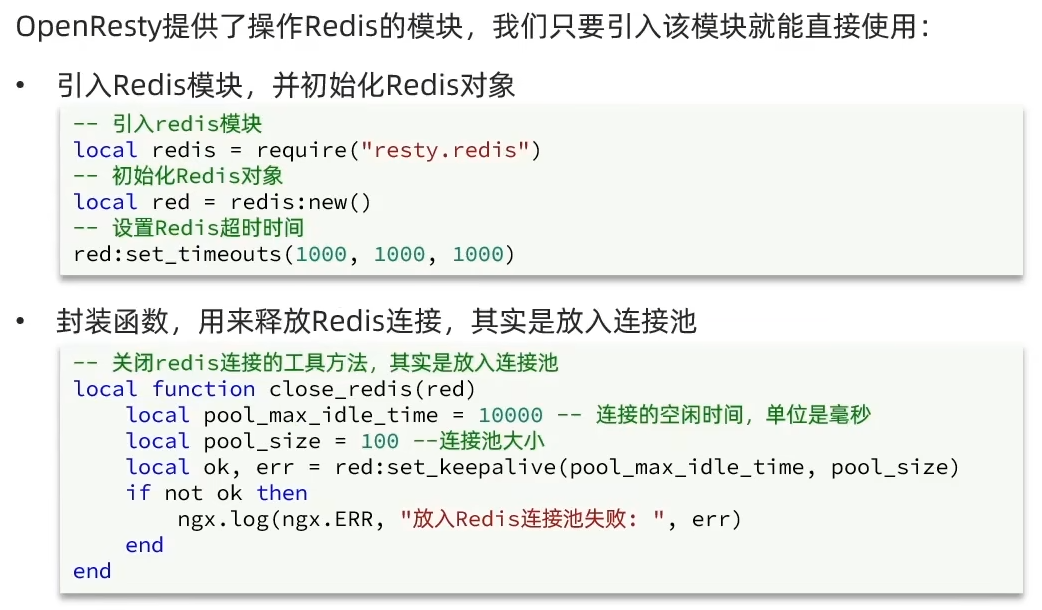 OpenResty提供了操作Redis的模块，我们只要引入该模块就能直接使用：
• 引入Redis模块，并初始化Redis对象
-- 引入redis模块
local redis = require("resty.redis")
-- 初始化Redis对象
local red = redis:new()
-- 设置Redis超时时间
red:set_timeouts(1000, 1000, 1000)
• 封装函数，用来释放Redis连接，其实是放入连接池
-- 关闭redis连接的工具方法，其实是放入连接池
local function close_redis(red)
    local pool_max_idle_time = 10000 -- 连接的空闲时间，单位是毫秒
    local pool_size = 100 --连接池大小
    local ok, err = red:set_keepalive(pool_max_idle_time, pool_size)
    if not ok then
        ngx.log(ngx.ERR, "放入Redis连接池失败: ", err)
    end
end